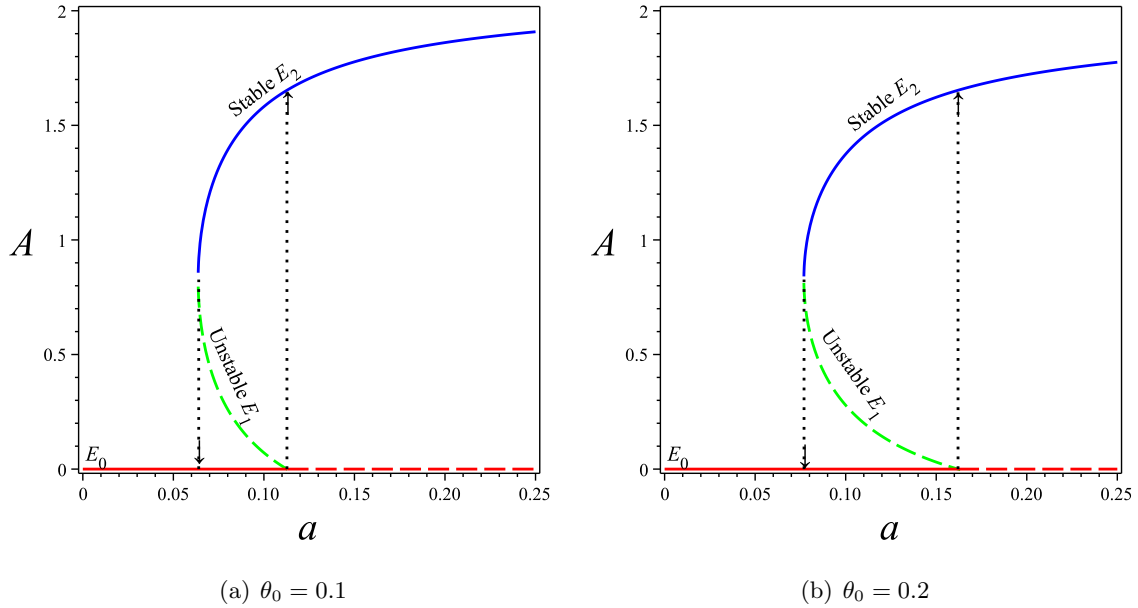 2
1.5
1
0.5
0
A
Stable E₂
Unstable E₁
E₀
0 0.05 0.10 0.15 0.20 0.25
a
(a) θ₀ = 0.1
2
1.5
1
0.5
0
A
Stable E₂
Unstable E₁
E₀
0 0.05 0.10 0.15 0.20 0.25
a
(b) θ₀ = 0.2